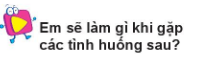 Em sẽ làm gì khi gặp
các tình huống sau?